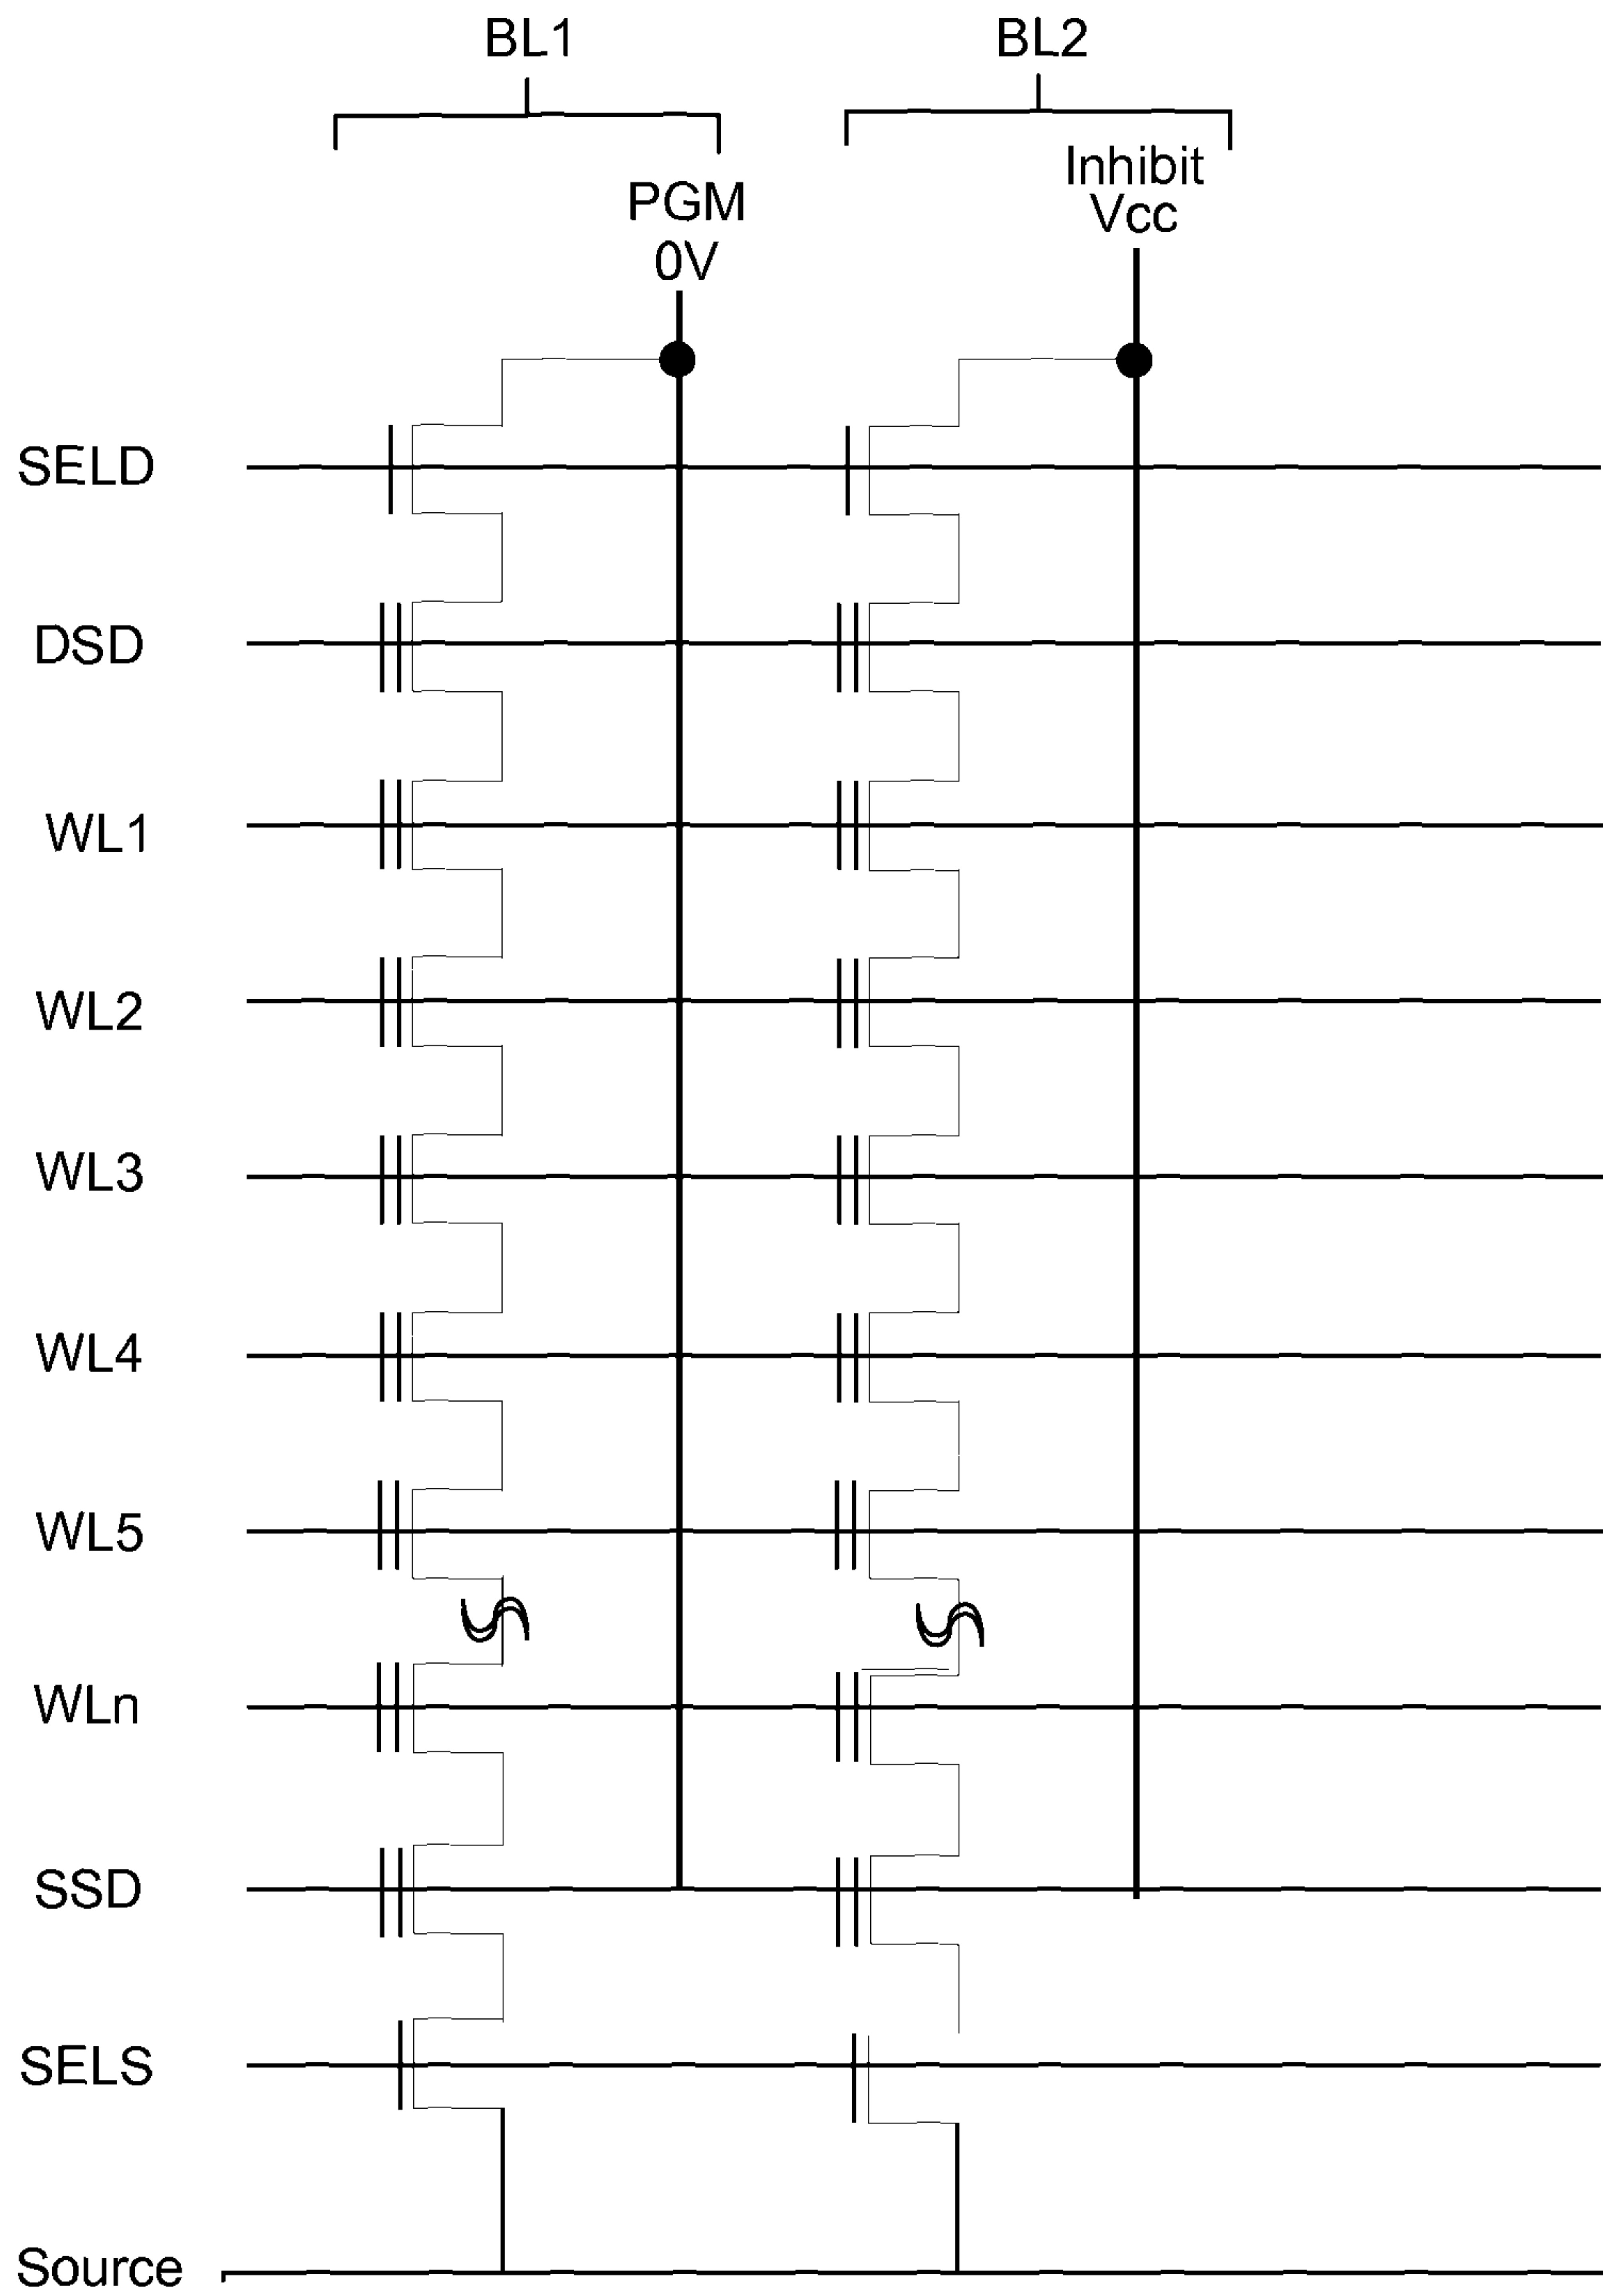 BL1
BL2
PGM
0V
Inhibit
Vcc
SELD
DSD
WL1
WL2
WL3
WL4
WL5
WLn
SSD
SELS
Source